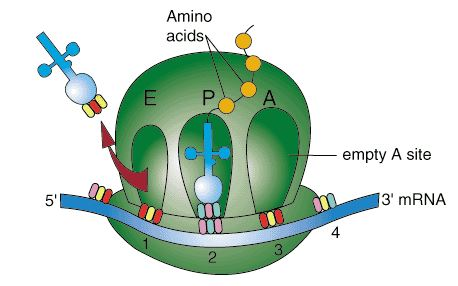 Amino
acids
E P A
empty A site
5' 3' mRNA
1 2 3 4